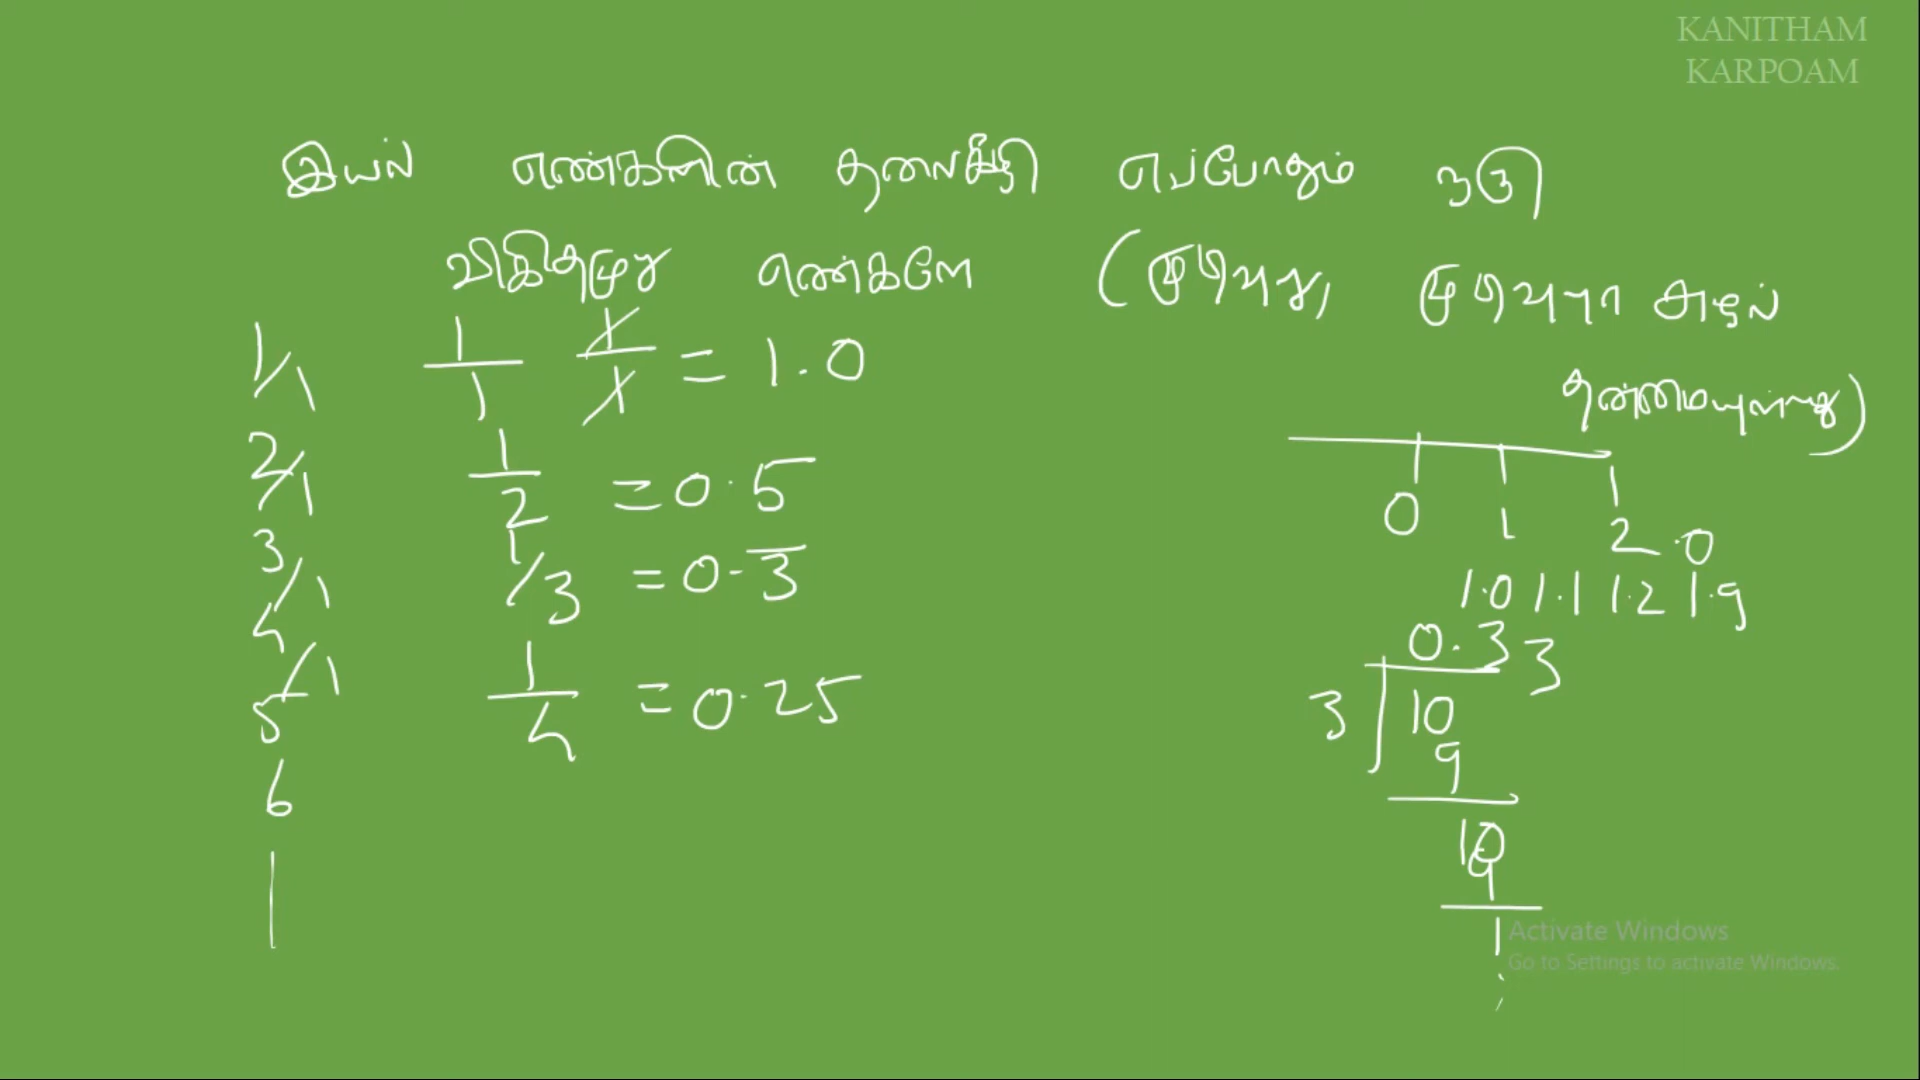 KANITHAM
KARPOAM
இயல் எண்களின் தலைகீழி எப்போதும் ஒரு
விகிதமுறு எண்களே (முடிவுறு, முடிவுறா சுழல்
தன்மையுள்ளது)
1/1 1/1 1/1 = 1.0
2/1 1/2 = 0.5
3/1 1/3 = 0.3̅
4/1 1/4 = 0.25
5
6
0 1 2.0
1.0 1.1 1.2 1.9
0.33
3
3 10
9
10
9
1
Activate Windows
Go to Settings to activate Windows.